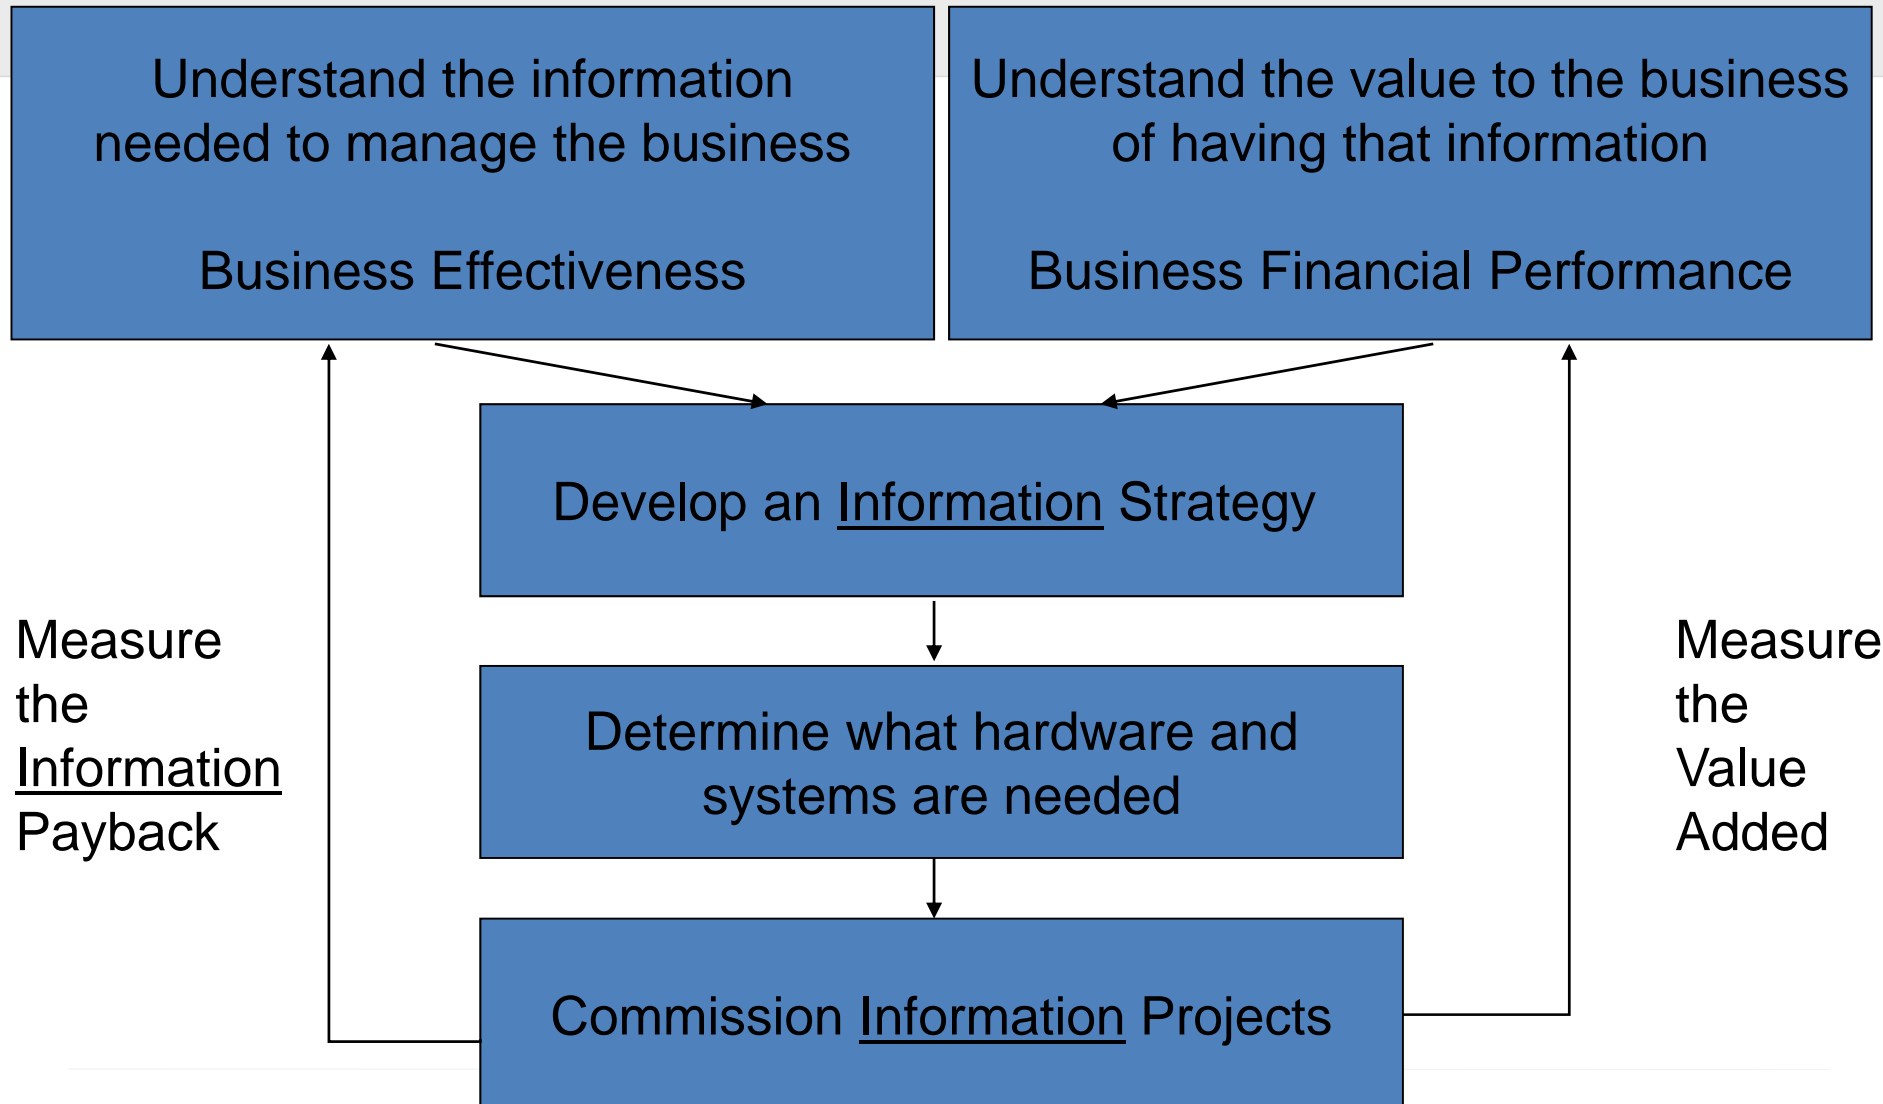 Understand the information
needed to manage the business
Business Effectiveness
Understand the value to the business
of having that information
Business Financial Performance
Develop an Information Strategy
Measure
the
Information
Payback
Measure
the
Value
Added
Determine what hardware and
systems are needed
Commission Information Projects